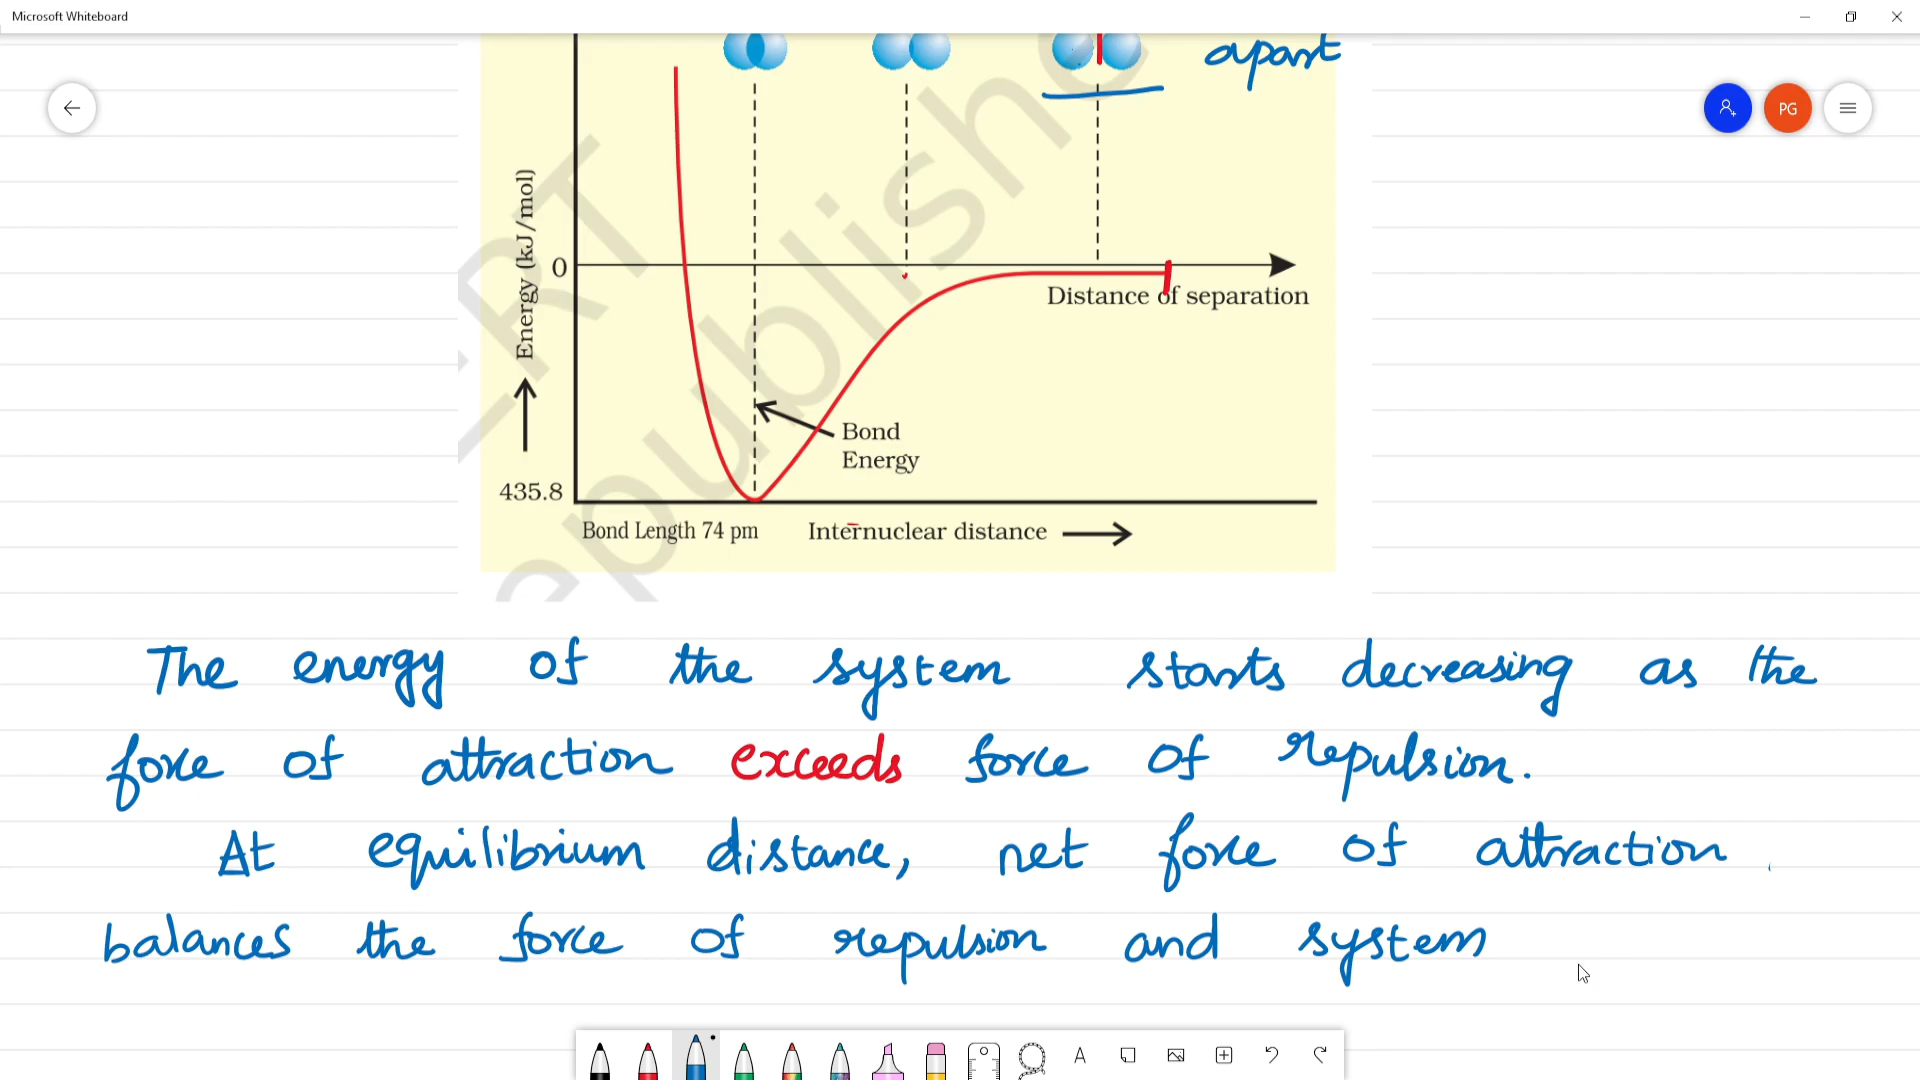 Microsoft Whiteboard
apart
PG
Energy (kJ/mol)
0
Distance of separation
Bond
Energy
435.8
Bond Length 74 pm Internuclear distance
The energy of the system starts decreasing as the
force of attraction exceeds force of repulsion.
At equilibrium distance, net force of attraction
balances the force of repulsion and system
A